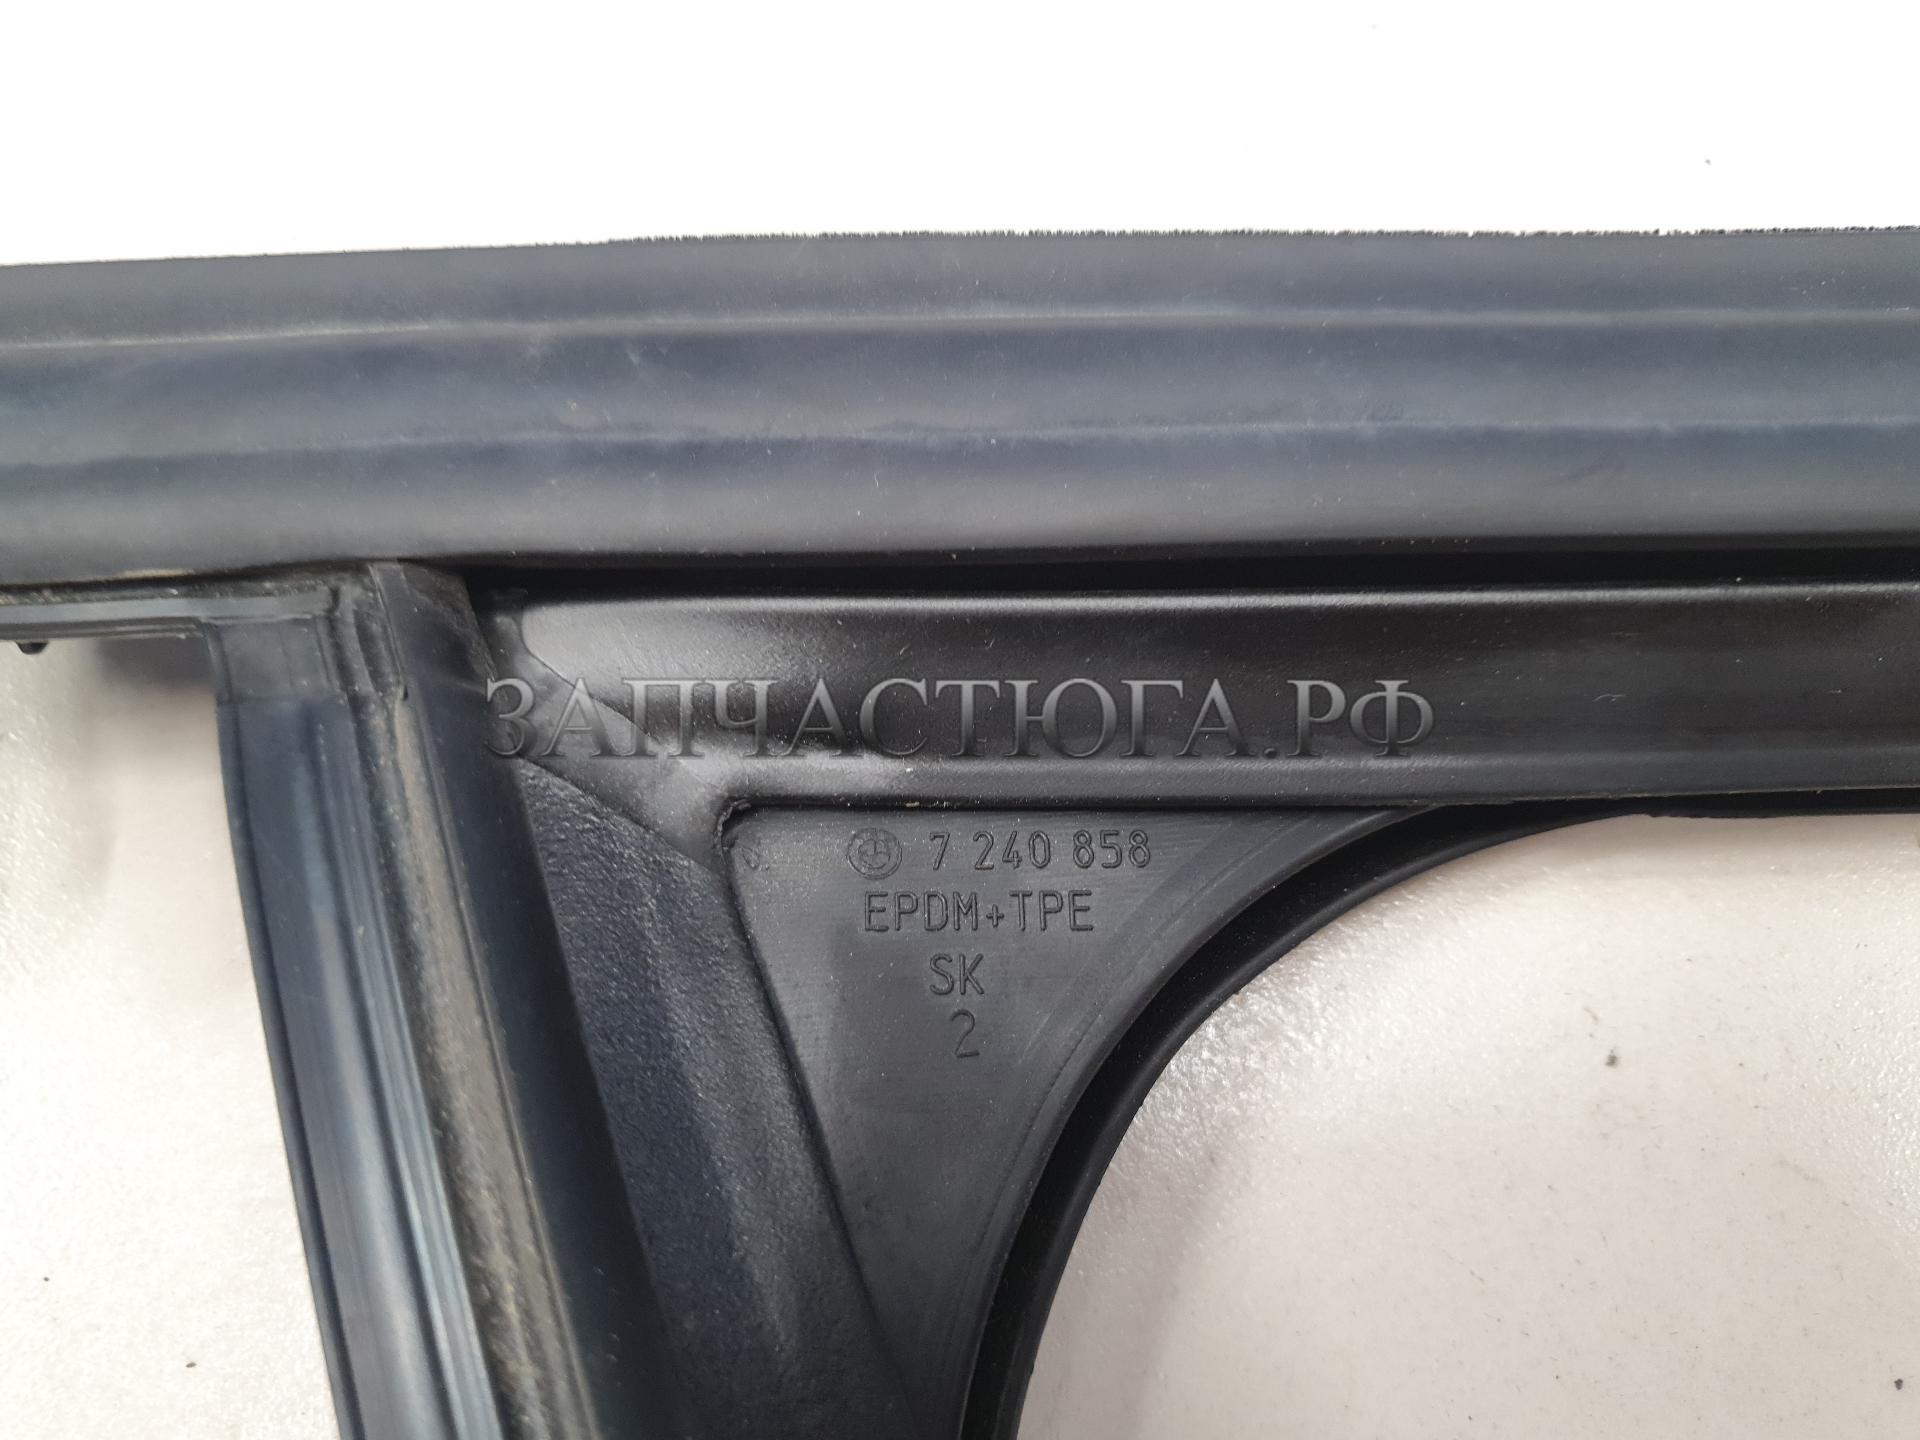 ЗАПЧАСТЮГА.РФ
7 240 858
EPDM+TPE
SK
2